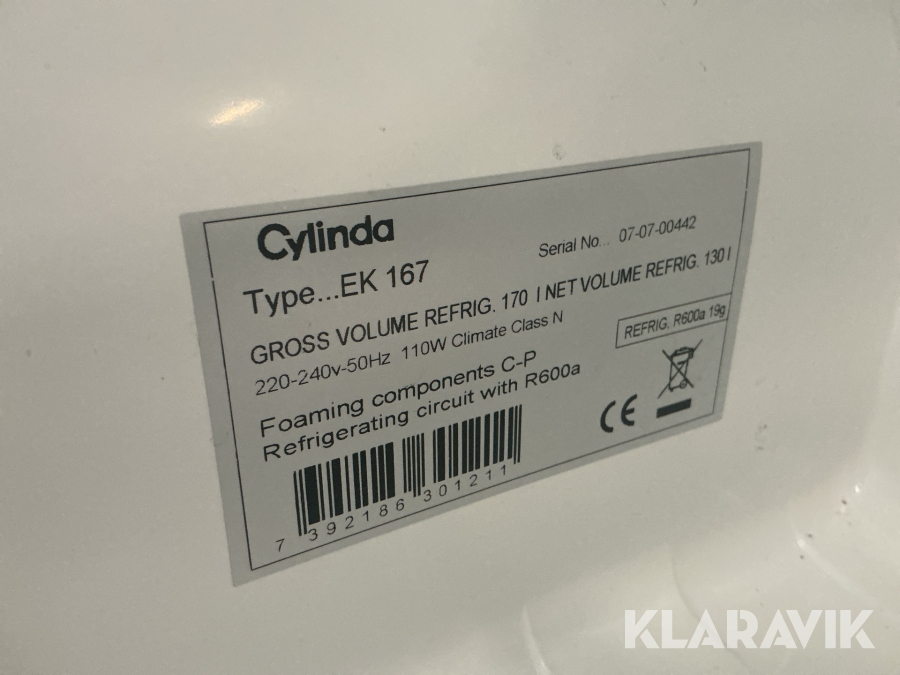 Cylinda
Type...EK 167
Serial No... 07-07-00442
GROSS VOLUME REFRIG. 170 l NET VOLUME REFRIG. 130 l
220-240v-50Hz 110W Climate Class N
REFRIG. R600a 19g
Foaming components C-P
Refrigerating circuit with R600a
CE
7 392186 301211
KLARAVIK